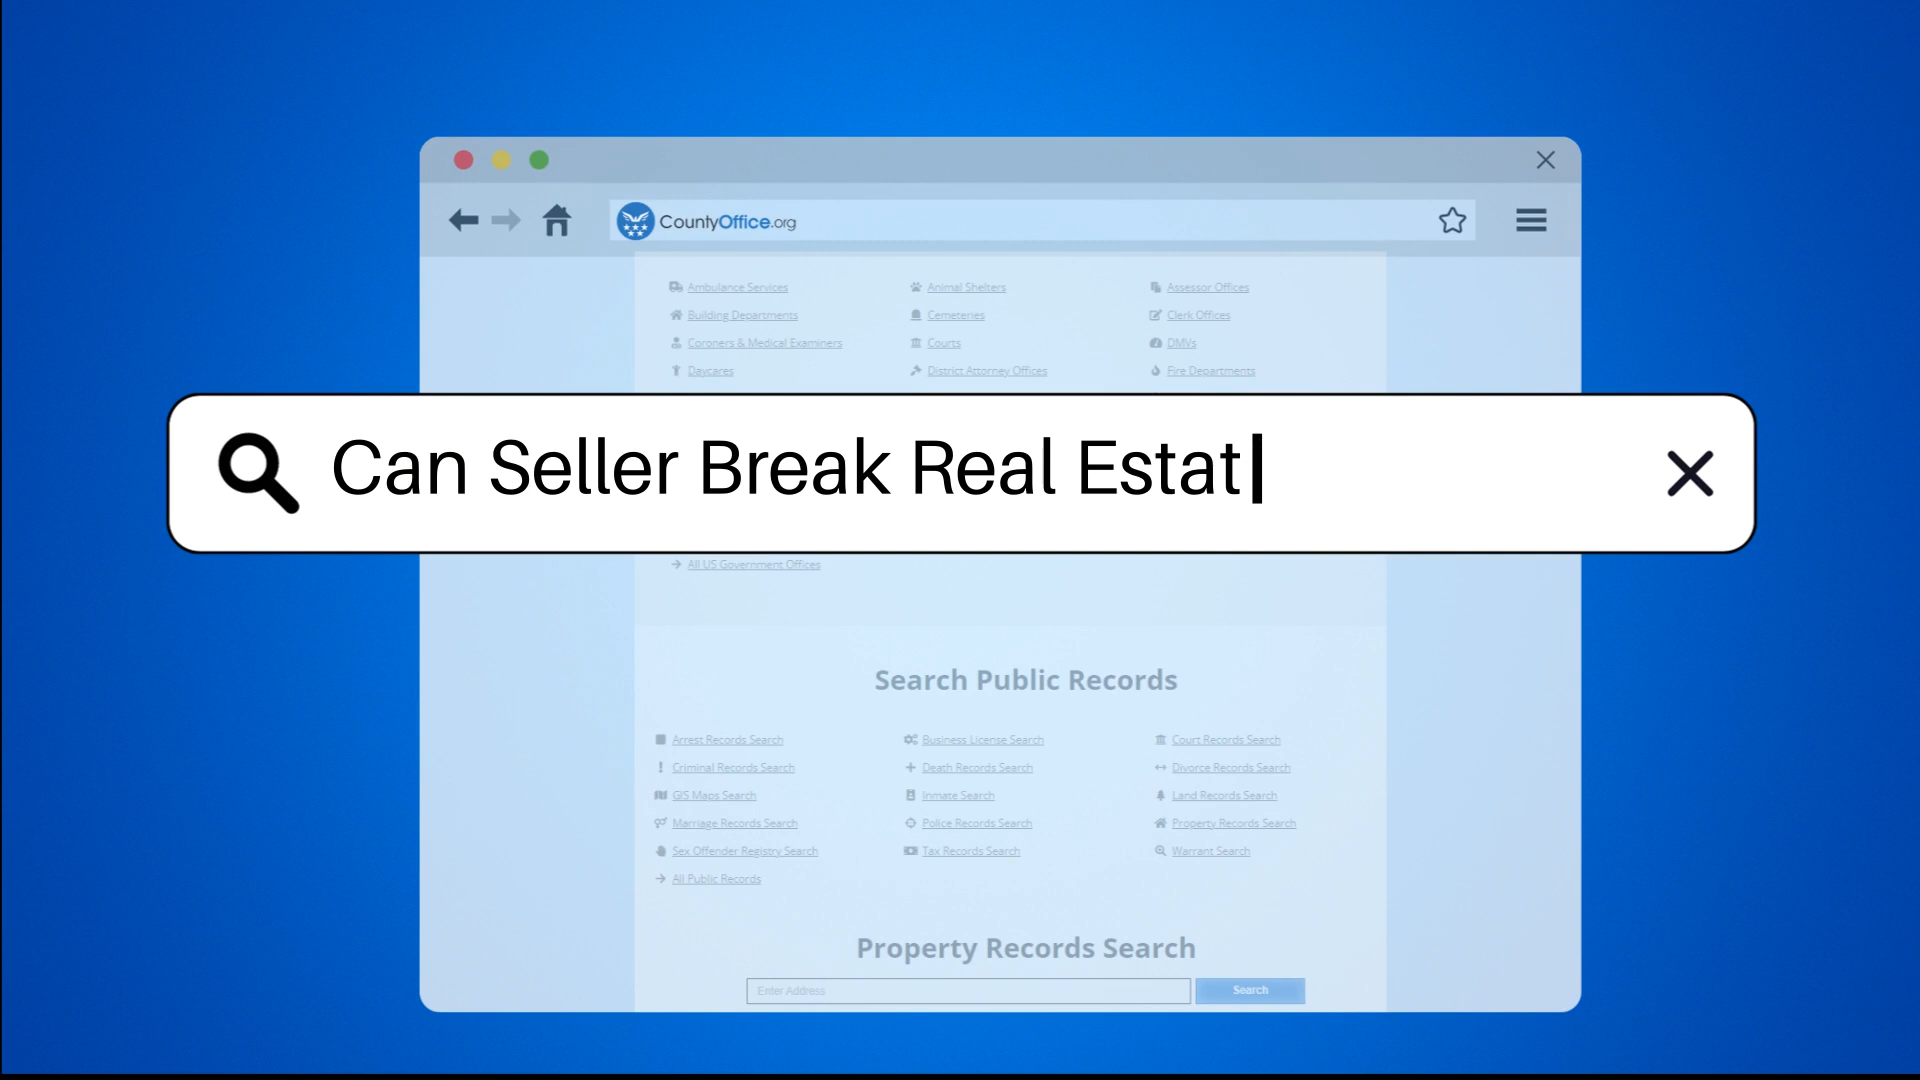 CountyOffice.org
Ambulance Services Animal Shelters Assessor Offices
Building Departments Cemeteries Clerk Offices
Coroners & Medical Examiners Courts DMVs
Daycares District Attorney Offices Fire Departments
Can Seller Break Real Estat
All US Government Offices
Search Public Records
Arrest Records Search Business License Search Court Records Search
Criminal Records Search Death Records Search Divorce Records Search
GIS Maps Search Inmate Search Land Records Search
Marriage Records Search Police Records Search Property Records Search
Sex Offender Registry Search Tax Records Search Warrant Search
All Public Records
Property Records Search
Enter Address Search